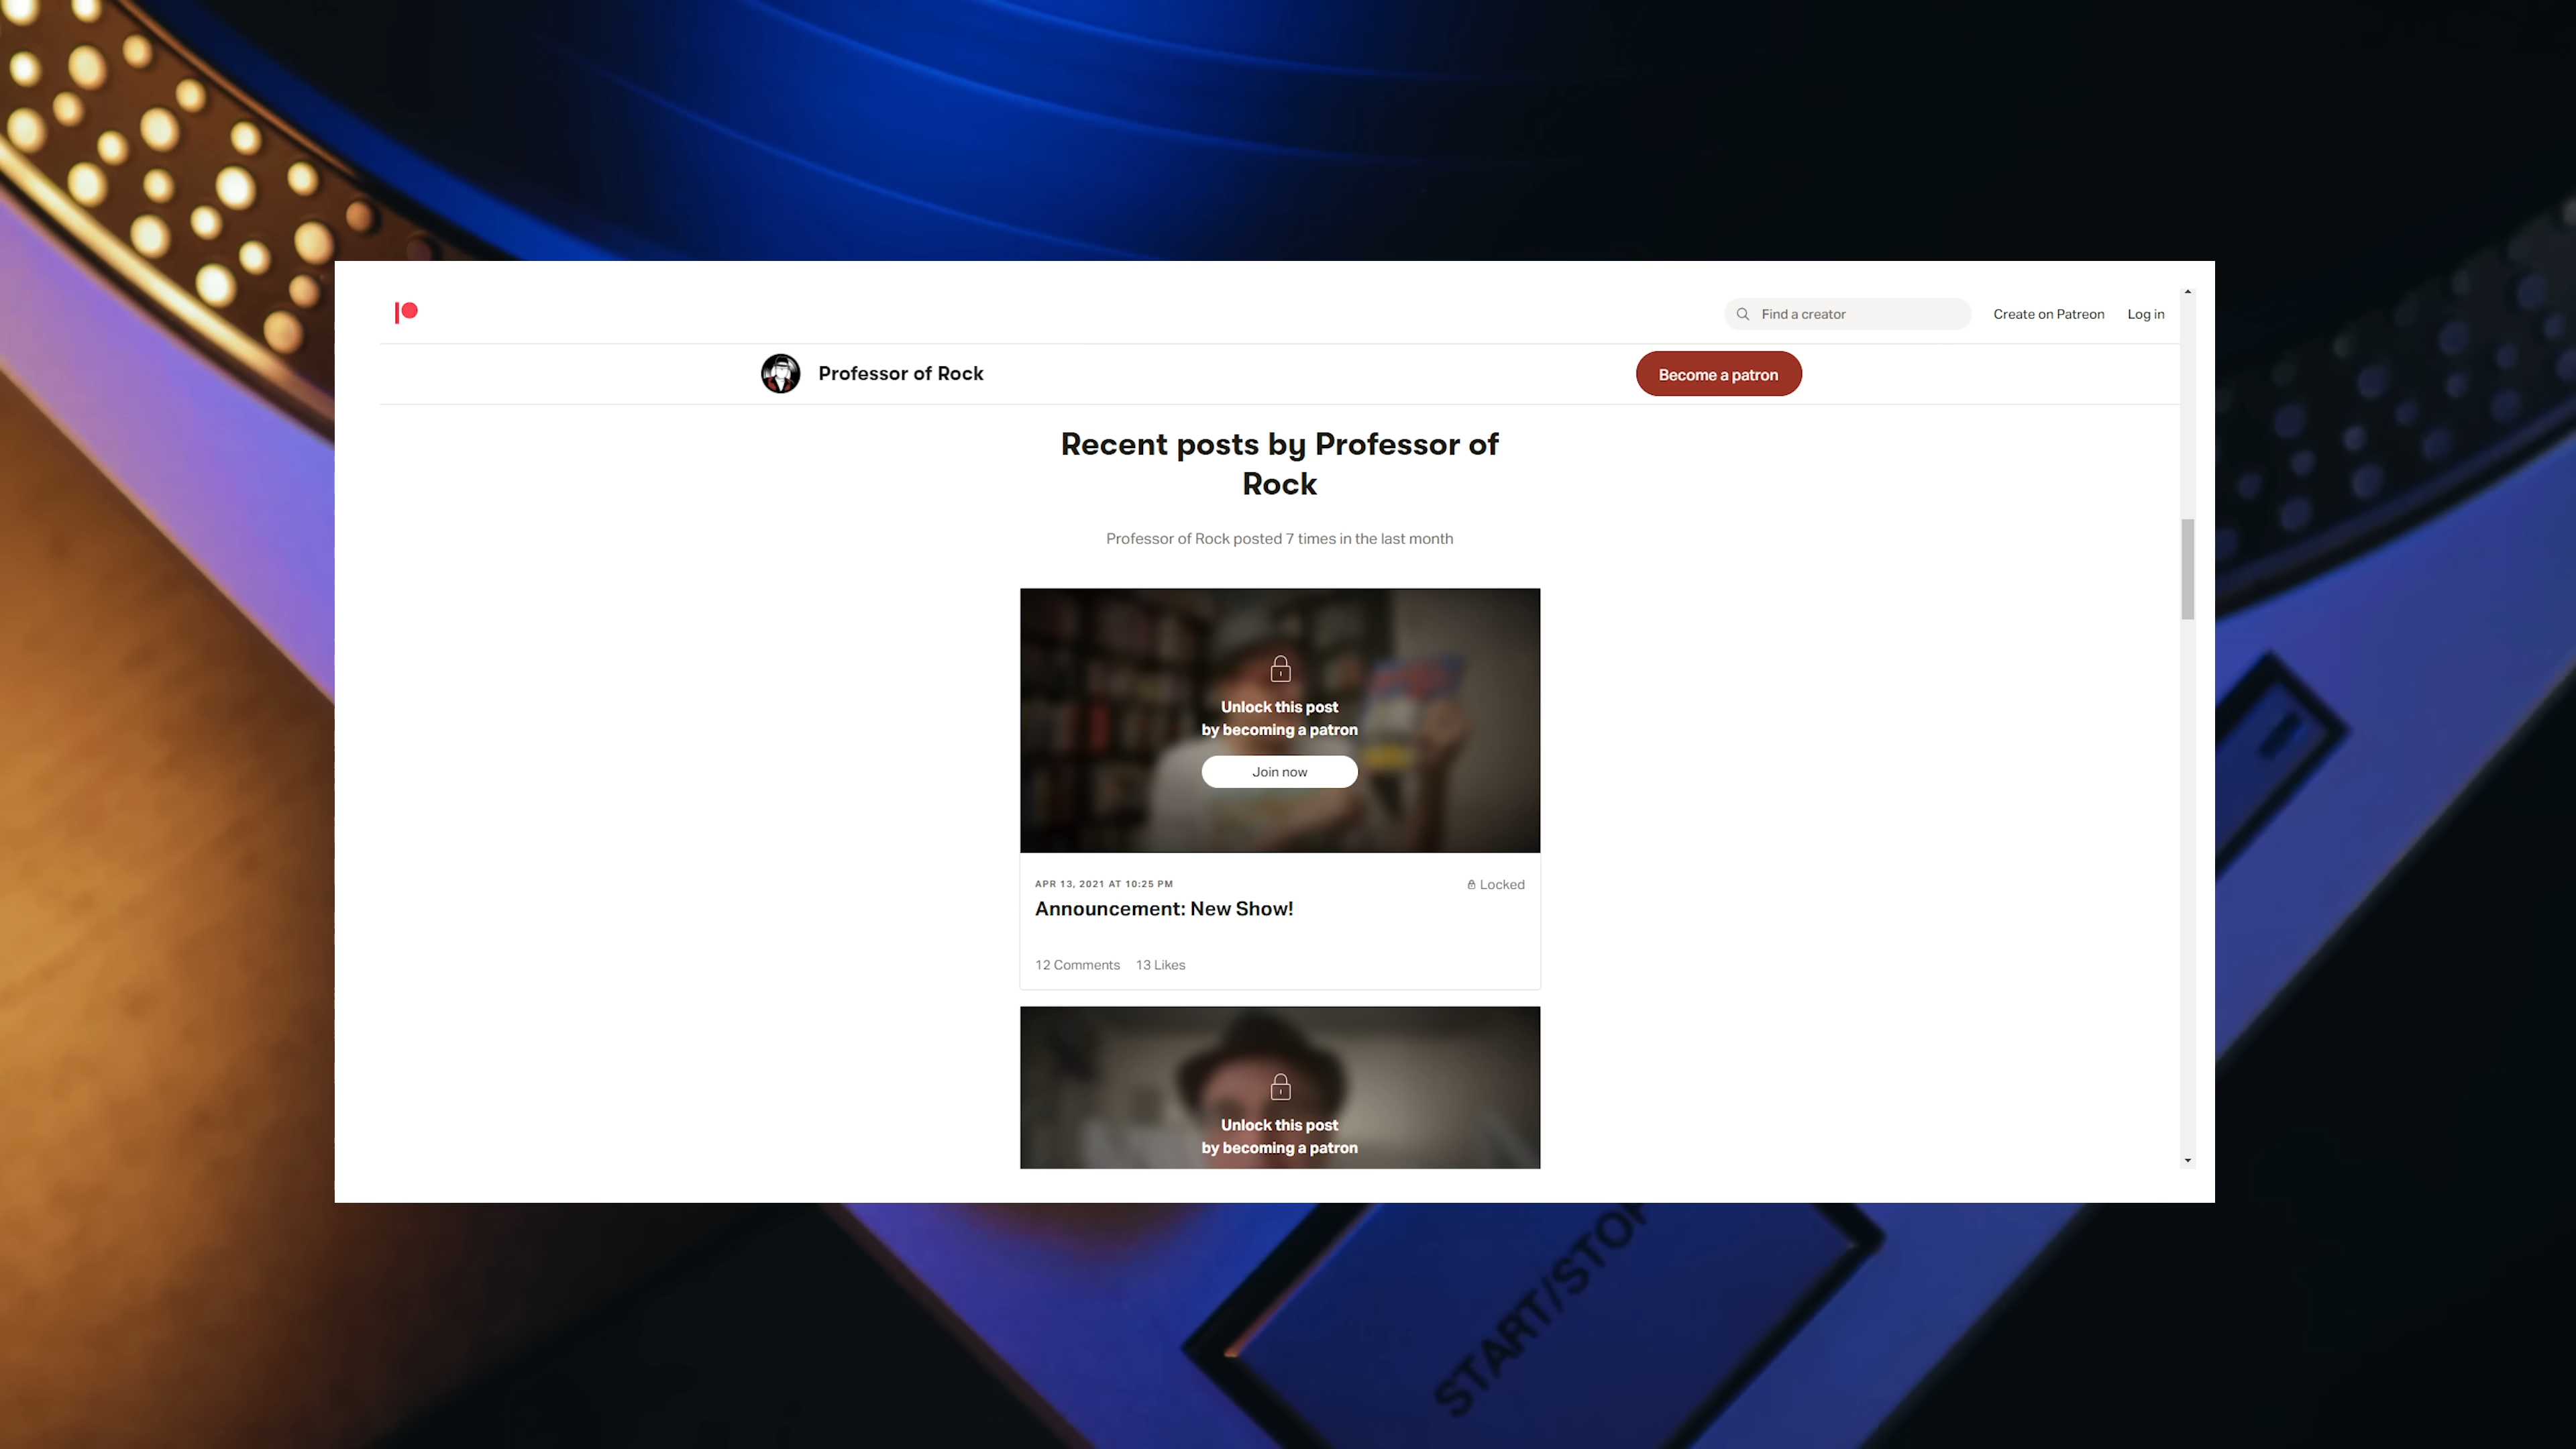 Find a creator
Create on Patreon
Log in
Professor of Rock
Become a patron
Recent posts by Professor of
Rock
Professor of Rock posted 7 times in the last month
Unlock this post
by becoming a patron
Join now
APR 13, 2021 AT 10:25 PM
Locked
Announcement: New Show!
12 Comments
13 Likes
Unlock this post
by becoming a patron
START/STOP